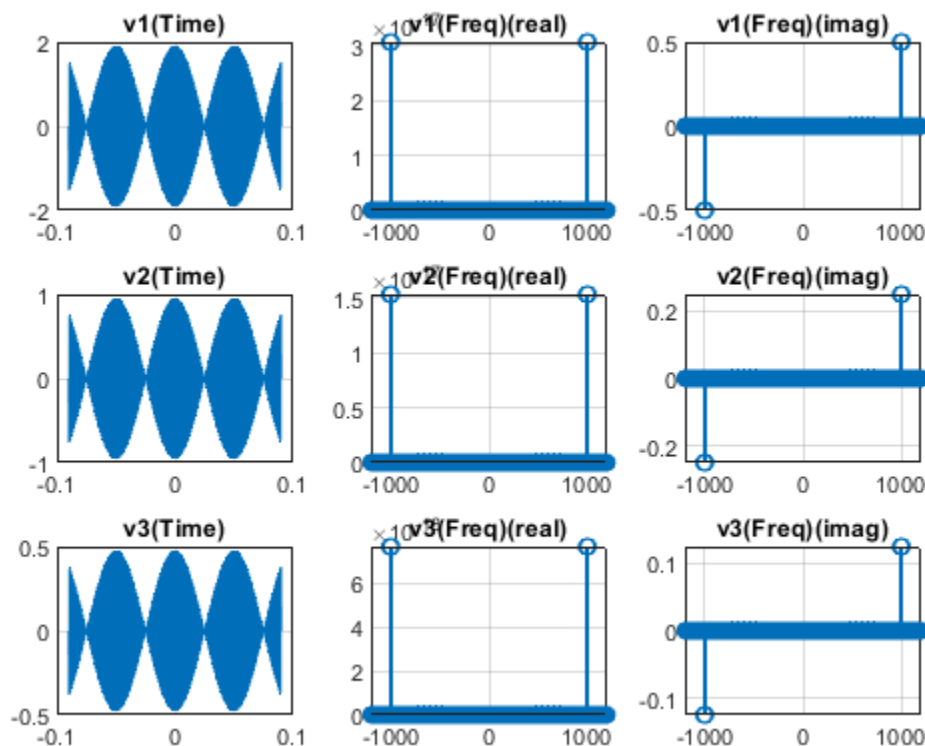 v1(Time)
2
0
-2
-0.1 0 0.1
v1(Freq)(real)
3
2
1
0
-1000 0 1000
v1(Freq)(imag)
0.5
0
-0.5
-1000 0 1000
v2(Time)
1
0
-1
-0.1 0 0.1
v2(Freq)(real)
1.5
1
0.5
0
-1000 0 1000
v2(Freq)(imag)
0.2
0
-0.2
-1000 0 1000
v3(Time)
0.5
0
-0.5
-0.1 0 0.1
v3(Freq)(real)
6
4
2
0
-1000 0 1000
v3(Freq)(imag)
0.1
0
-0.1
-1000 0 1000